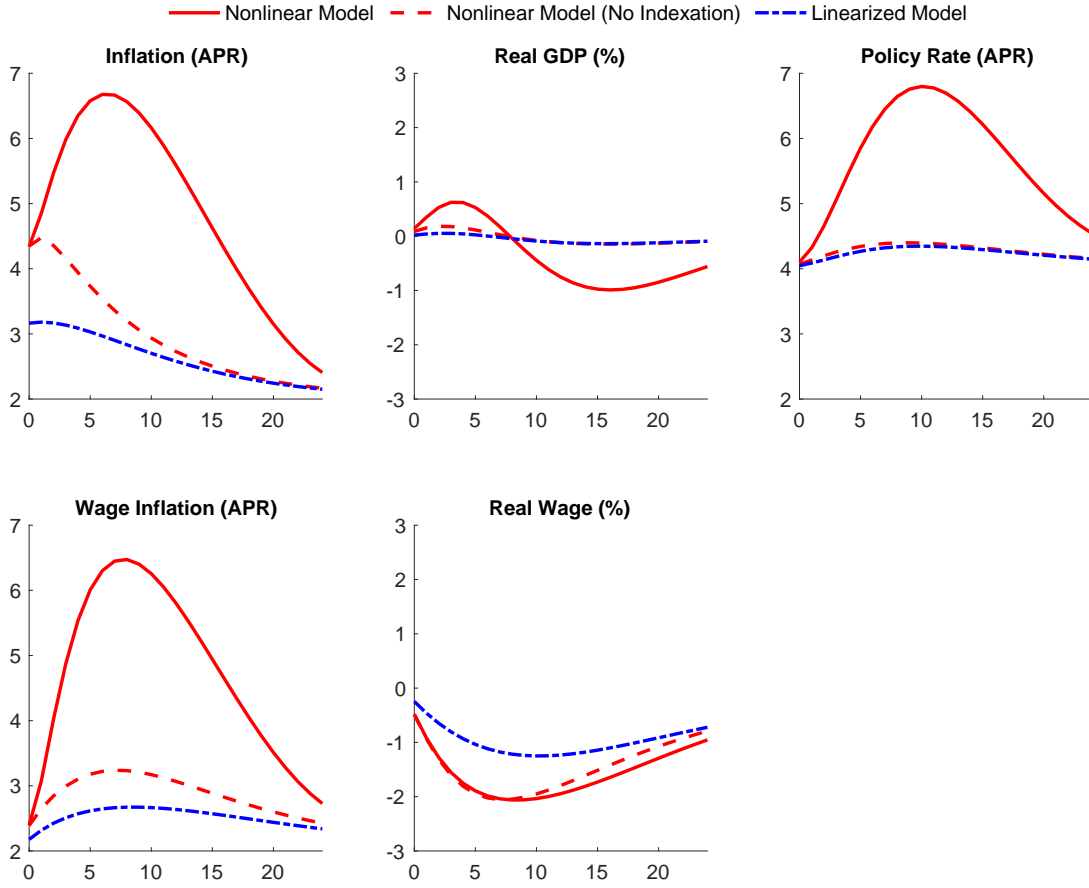 Nonlinear Model Nonlinear Model (No Indexation) Linearized Model
Inflation (APR)
7
6
5
4
3
2
0 5 10 15 20
Real GDP (%)
3
2
1
0
-1
-2
-3
0 5 10 15 20
Policy Rate (APR)
7
6
5
4
3
2
0 5 10 15 20
Wage Inflation (APR)
7
6
5
4
3
2
0 5 10 15 20
Real Wage (%)
3
2
1
0
-1
-2
-3
0 5 10 15 20